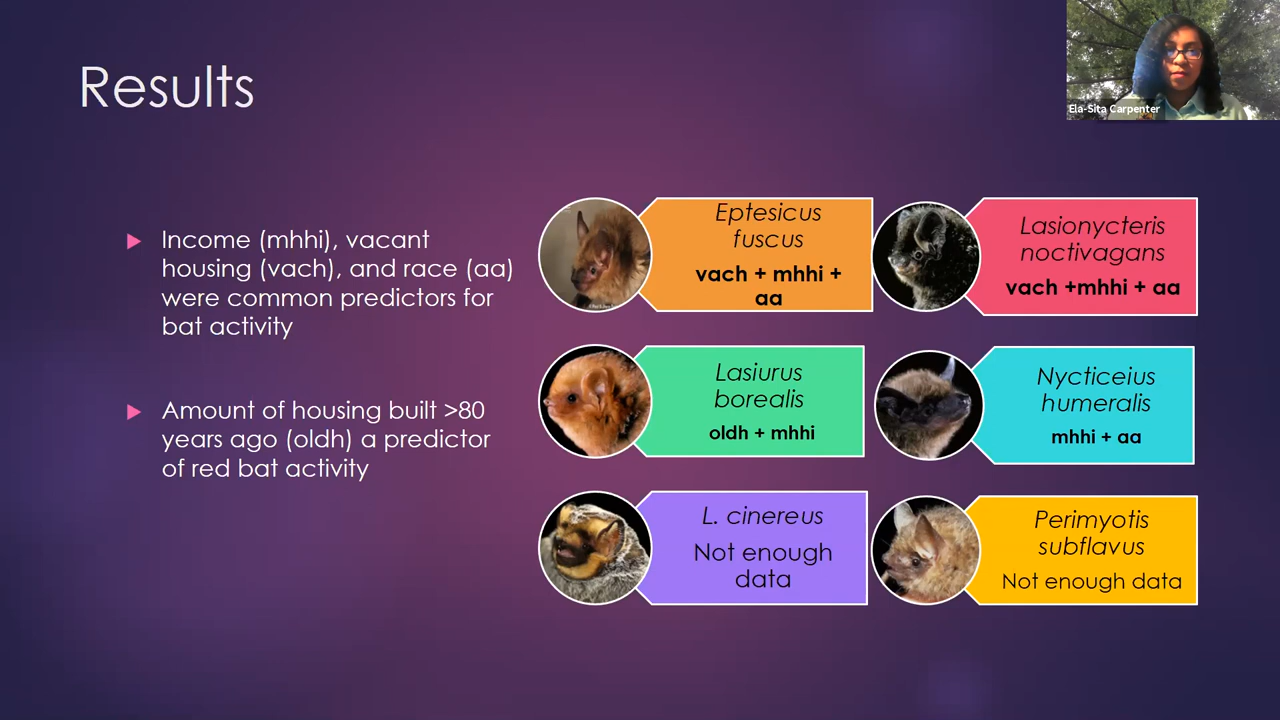 Results
Ela-Sita Carpenter
Income (mhhi), vacant
housing (vach), and race (aa)
were common predictors for
bat activity
Amount of housing built >80
years ago (oldh) a predictor
of red bat activity
Eptesicus
fuscus
vach + mhhi +
aa
Lasionycteris
noctivagans
vach +mhhi + aa
Lasiurus
borealis
oldh + mhhi
Nycticeius
humeralis
mhhi + aa
L. cinereus
Not enough
data
Perimyotis
subflavus
Not enough data